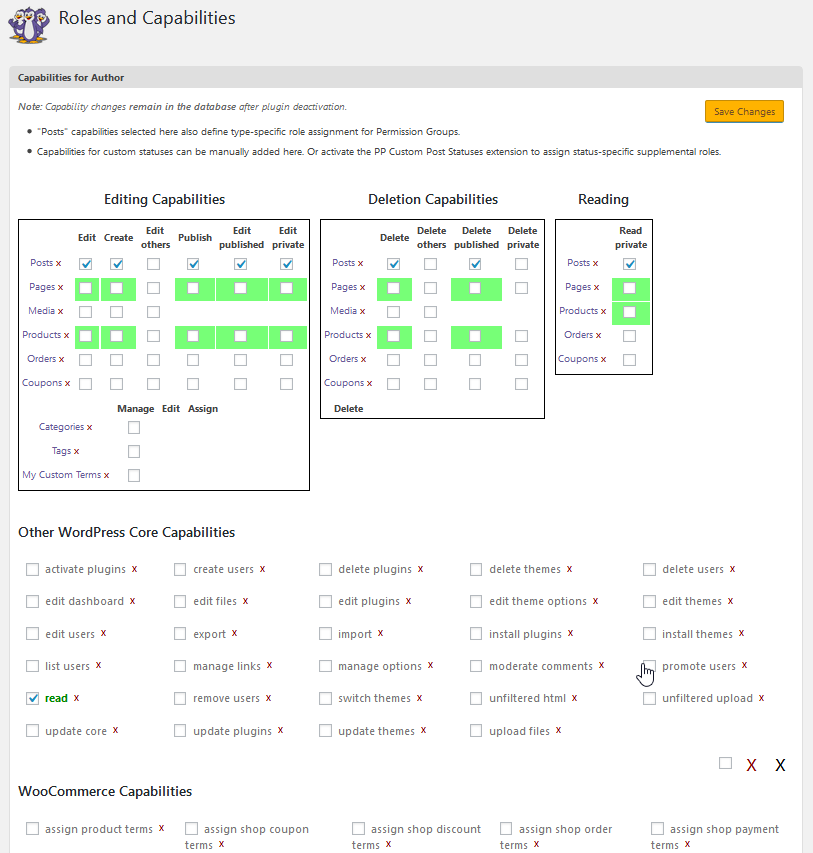 Roles and Capabilities
Capabilities for Author
Note: Capability changes remain in the database after plugin deactivation.
Save Changes
• "Posts" capabilities selected here also define type-specific role assignment for Permission Groups.
• Capabilities for custom statuses can be manually added here. Or activate the PP Custom Post Statuses extension to assign status-specific supplemental roles.
Editing Capabilities
Edit Create Edit others Publish Edit published Edit private
Posts x
Pages x
Media x
Products x
Orders x
Coupons x
Manage Edit Assign
Categories x
Tags x
My Custom Terms x
Deletion Capabilities
Delete Delete others Delete published Delete private
Posts x
Pages x
Media x
Products x
Orders x
Coupons x
Delete
Reading
Read private
Posts x
Pages x
Products x
Orders x
Coupons x
Other WordPress Core Capabilities
activate plugins x create users x delete plugins x delete themes x delete users x
edit dashboard x edit files x edit plugins x edit theme options x edit themes x
edit users x export x import x install plugins x install themes x
list users x manage links x manage options x moderate comments x promote users x
read x remove users x switch themes x unfiltered html x unfiltered upload x
update core x update plugins x update themes x upload files x
X X
WooCommerce Capabilities
assign product terms x assign shop coupon terms x assign shop discount terms x assign shop order terms x assign shop payment terms x